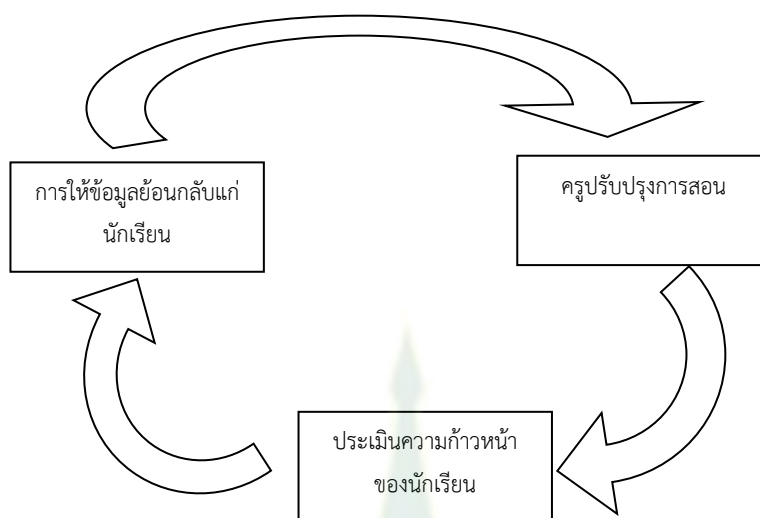 การให้ข้อมูลย้อนกลับแก่
นักเรียน
ครูปรับปรุงการสอน
ประเมินความก้าวหน้า
ของนักเรียน